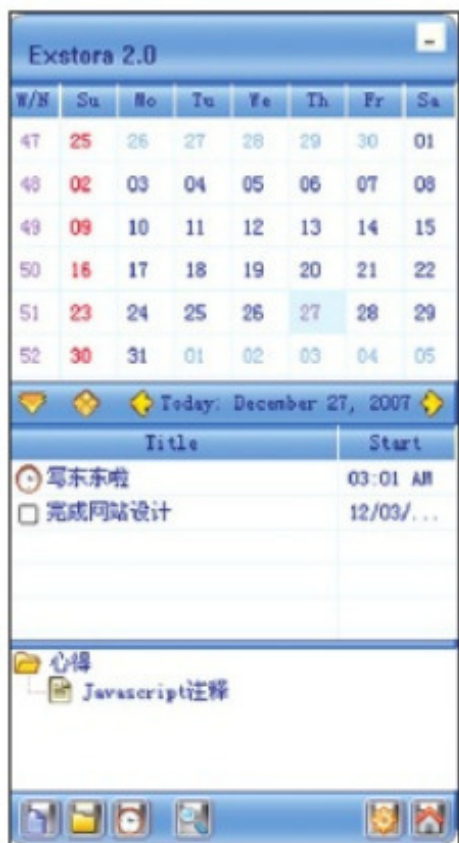 Exstora 2.0
W/N Su Mo Tu We Th Fr Sa
47 25 26 27 28 29 30 01
48 02 03 04 05 06 07 08
49 09 10 11 12 13 14 15
50 16 17 18 19 20 21 22
51 23 24 25 26 27 28 29
52 30 31 01 02 03 04 05
Today: December 27, 2007
Title Start
写东东啦 03:01 AM
完成网站设计 12/03/...
心得
Javascript注释